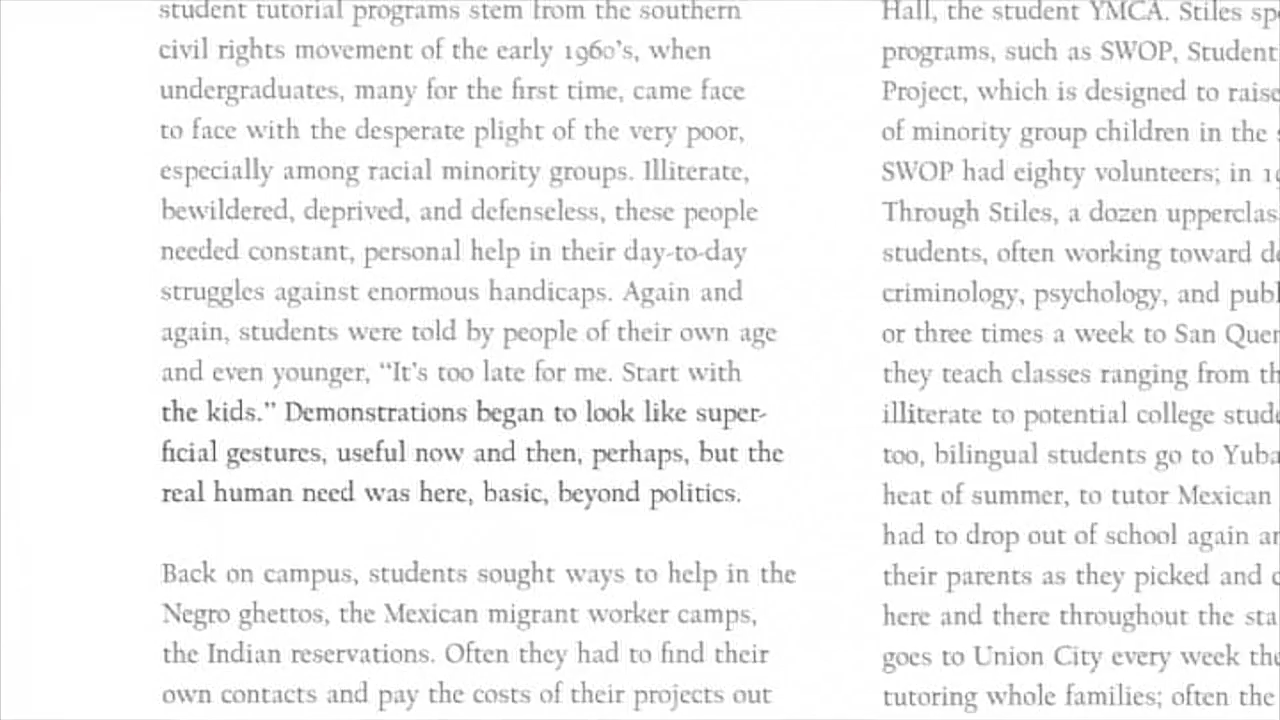 student tutorial programs stem from the southern
civil rights movement of the early 1960's, when
undergraduates, many for the first time, came face
to face with the desperate plight of the very poor,
especially among racial minority groups. Illiterate,
bewildered, deprived, and defenseless, these people
needed constant, personal help in their day-to-day
struggles against enormous handicaps. Again and
again, students were told by people of their own age
and even younger, “It's too late for me. Start with
the kids.” Demonstrations began to look like super-
ficial gestures, useful now and then, perhaps, but the
real human need was here, basic, beyond politics.
Back on campus, students sought ways to help in the
Negro ghettos, the Mexican migrant worker camps,
the Indian reservations. Often they had to find their
own contacts and pay the costs of their projects out
Hall, the student YMCA. Stiles
programs, such as SWOP, Student
Project, which is designed to
of minority group children in the
SWOP had eighty volunteers; in
Through Stiles, a dozen
students, often working toward
criminology, psychology, and
or three times a week to San
they teach classes ranging from
illiterate to potential college
too, bilingual students go to
heat of summer, to tutor Mexican
had to drop out of school again
their parents as they picked and
here and there throughout the
goes to Union City every week
tutoring whole families; often the